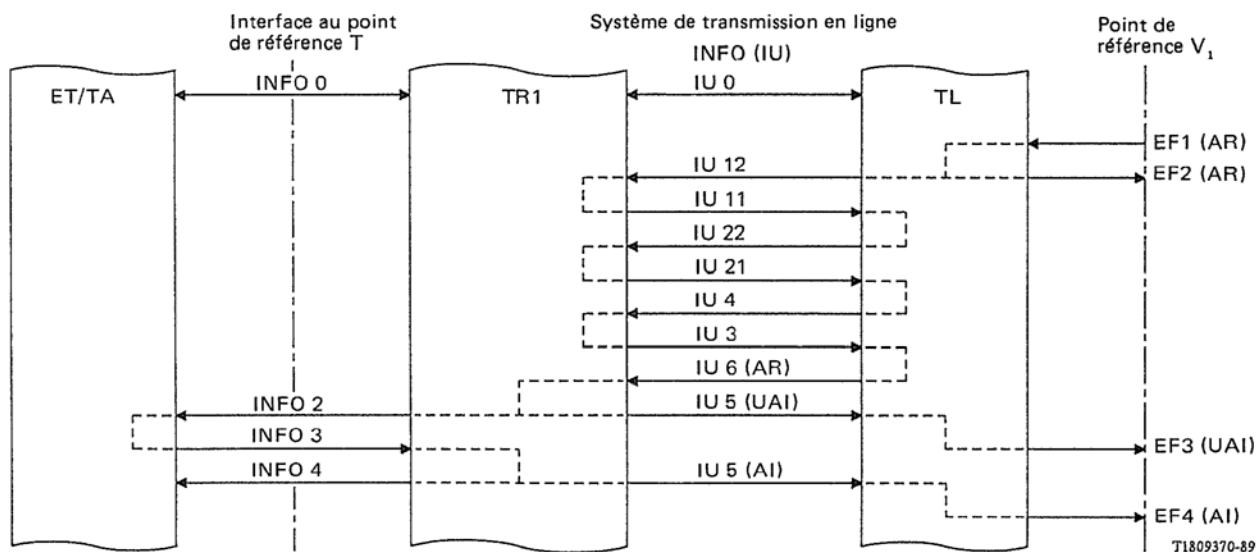 Interface au point
de référence T
Système de transmission en ligne
INFO (IU)
Point de
référence V₁
ET/TA
INFO 0
TR1
IU 0
TL
EF1 (AR)
IU 12
EF2 (AR)
IU 11
IU 22
IU 21
IU 4
IU 3
IU 6 (AR)
INFO 2
IU 5 (UAI)
INFO 3
EF3 (UAI)
INFO 4
IU 5 (AI)
EF4 (AI)
T1809370-89